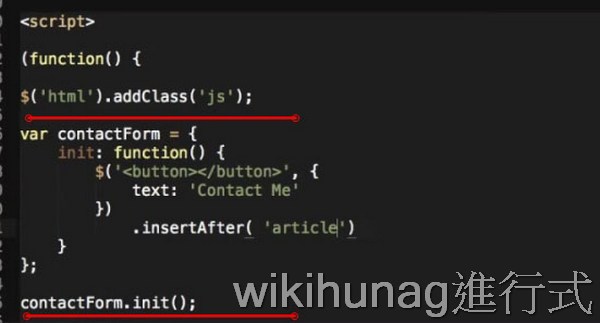 <script>
(function() {
$('html').addClass('js');
var contactForm = {
init: function() {
$('<button></button>', {
text: 'Contact Me'
})
.insertAfter( 'article')
}
};
contactForm.init();
wikihunag進行式